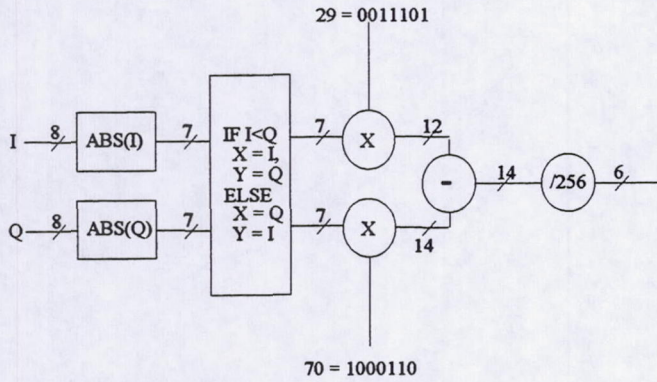 29 = 0011101
I
8
ABS(I)
7
IF I<Q
X = I,
Y = Q
ELSE
X = Q
Y = I
7
X
12
-
14
/256
6
Q
8
ABS(Q)
7
7
X
14
70 = 1000110